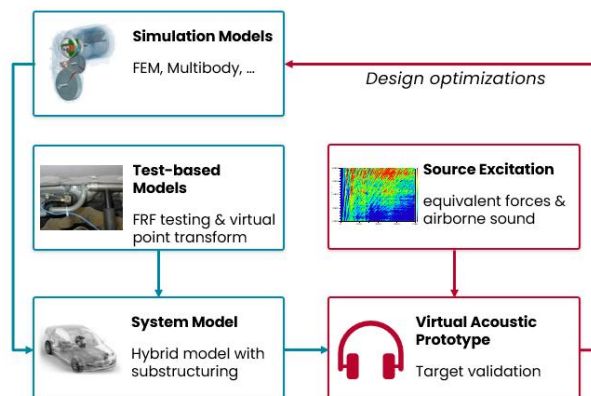 Simulation Models
FEM, Multibody, ...
Design optimizations
Test-based
Models
FRF testing & virtual
point transform
Source Excitation
equivalent forces &
airborne sound
System Model
Hybrid model with
substructuring
Virtual Acoustic
Prototype
Target validation